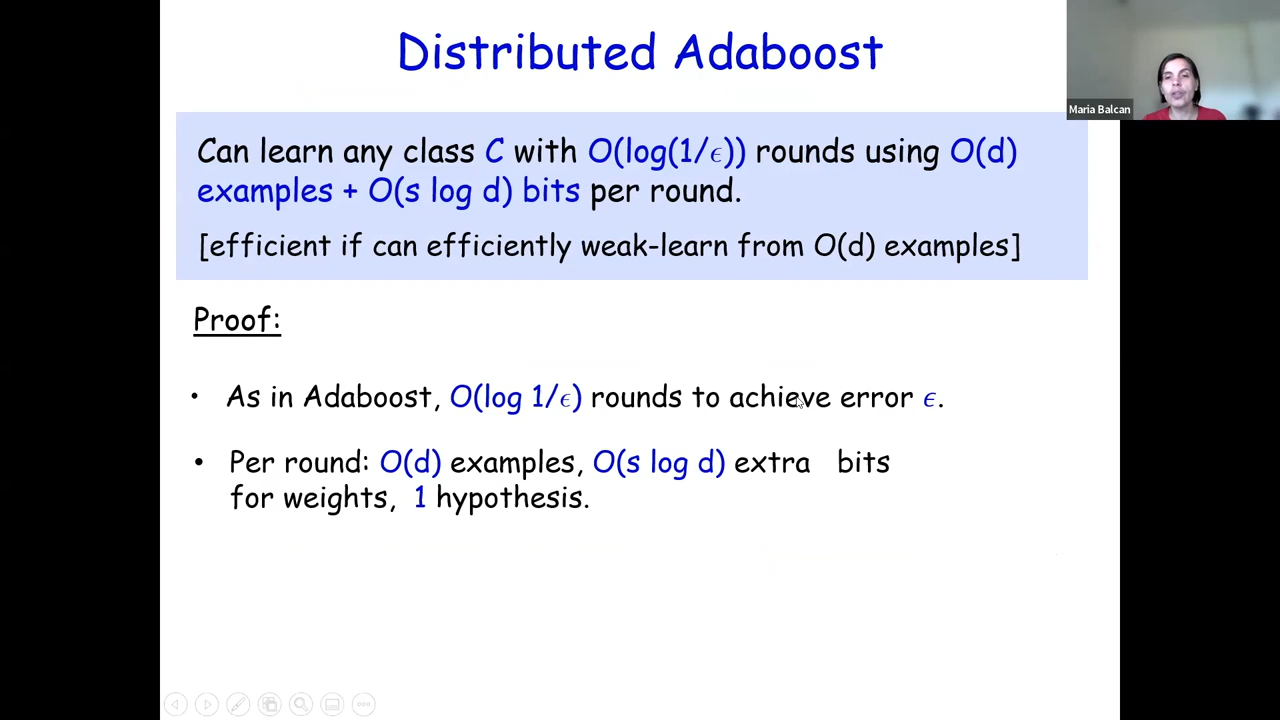 Distributed Adaboost
Maria Balcan
Can learn any class C with O(log(1/ϵ)) rounds using O(d)
examples + O(s log d) bits per round.
[efficient if can efficiently weak-learn from O(d) examples]
Proof:
• As in Adaboost, O(log 1/ϵ) rounds to achieve error ϵ.
• Per round: O(d) examples, O(s log d) extra bits
for weights, 1 hypothesis.